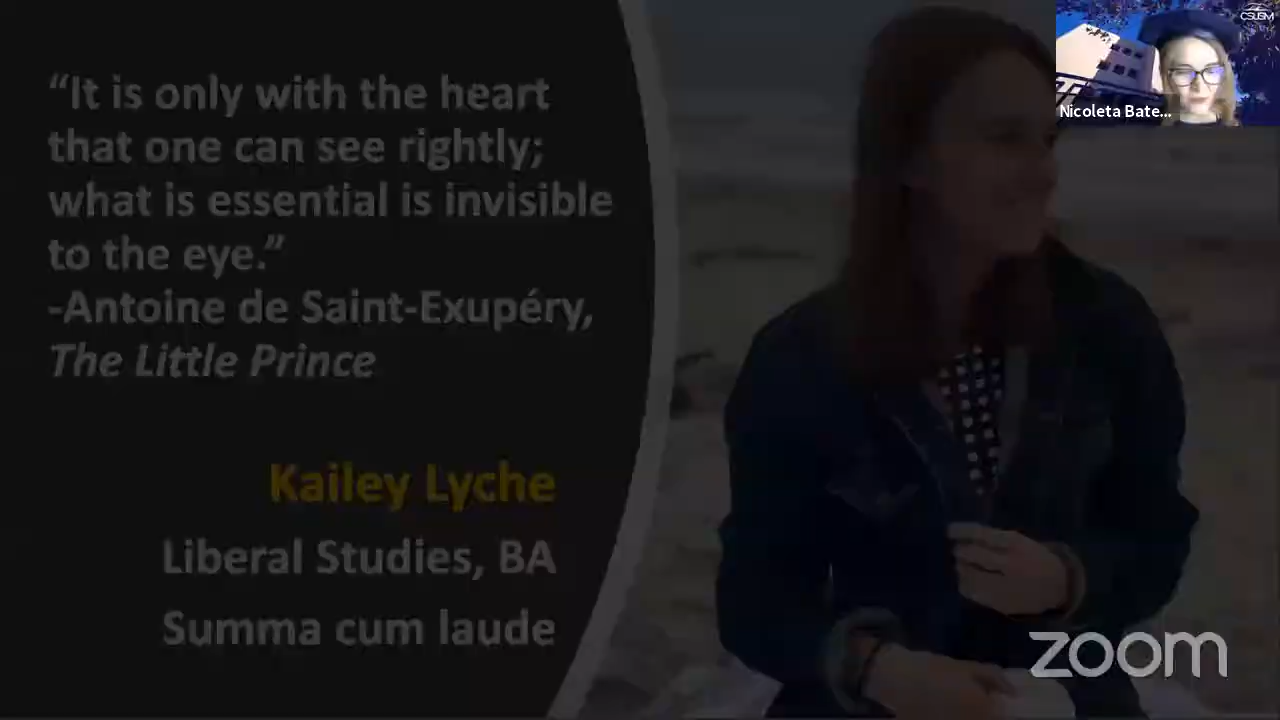 “It is only with the heart
that one can see rightly;
what is essential is invisible
to the eye.”
-Antoine de Saint-Exupéry,
The Little Prince
Kailey Lyche
Liberal Studies, BA
Summa cum laude
CSUSM
Nicoleta Bate...
zoom